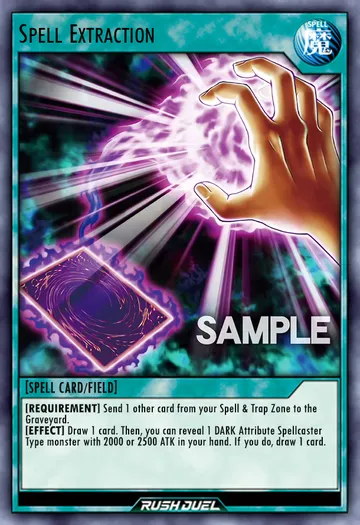 Spell Extraction
SPELL
魔
SAMPLE
[SPELL CARD/FIELD]
[REQUIREMENT] Send 1 other card from your Spell & Trap Zone to the
Graveyard.
[EFFECT] Draw 1 card. Then, you can reveal 1 DARK Attribute Spellcaster
Type monster with 2000 or 2500 ATK in your hand. If you do, draw 1 card.
RUSH DUEL